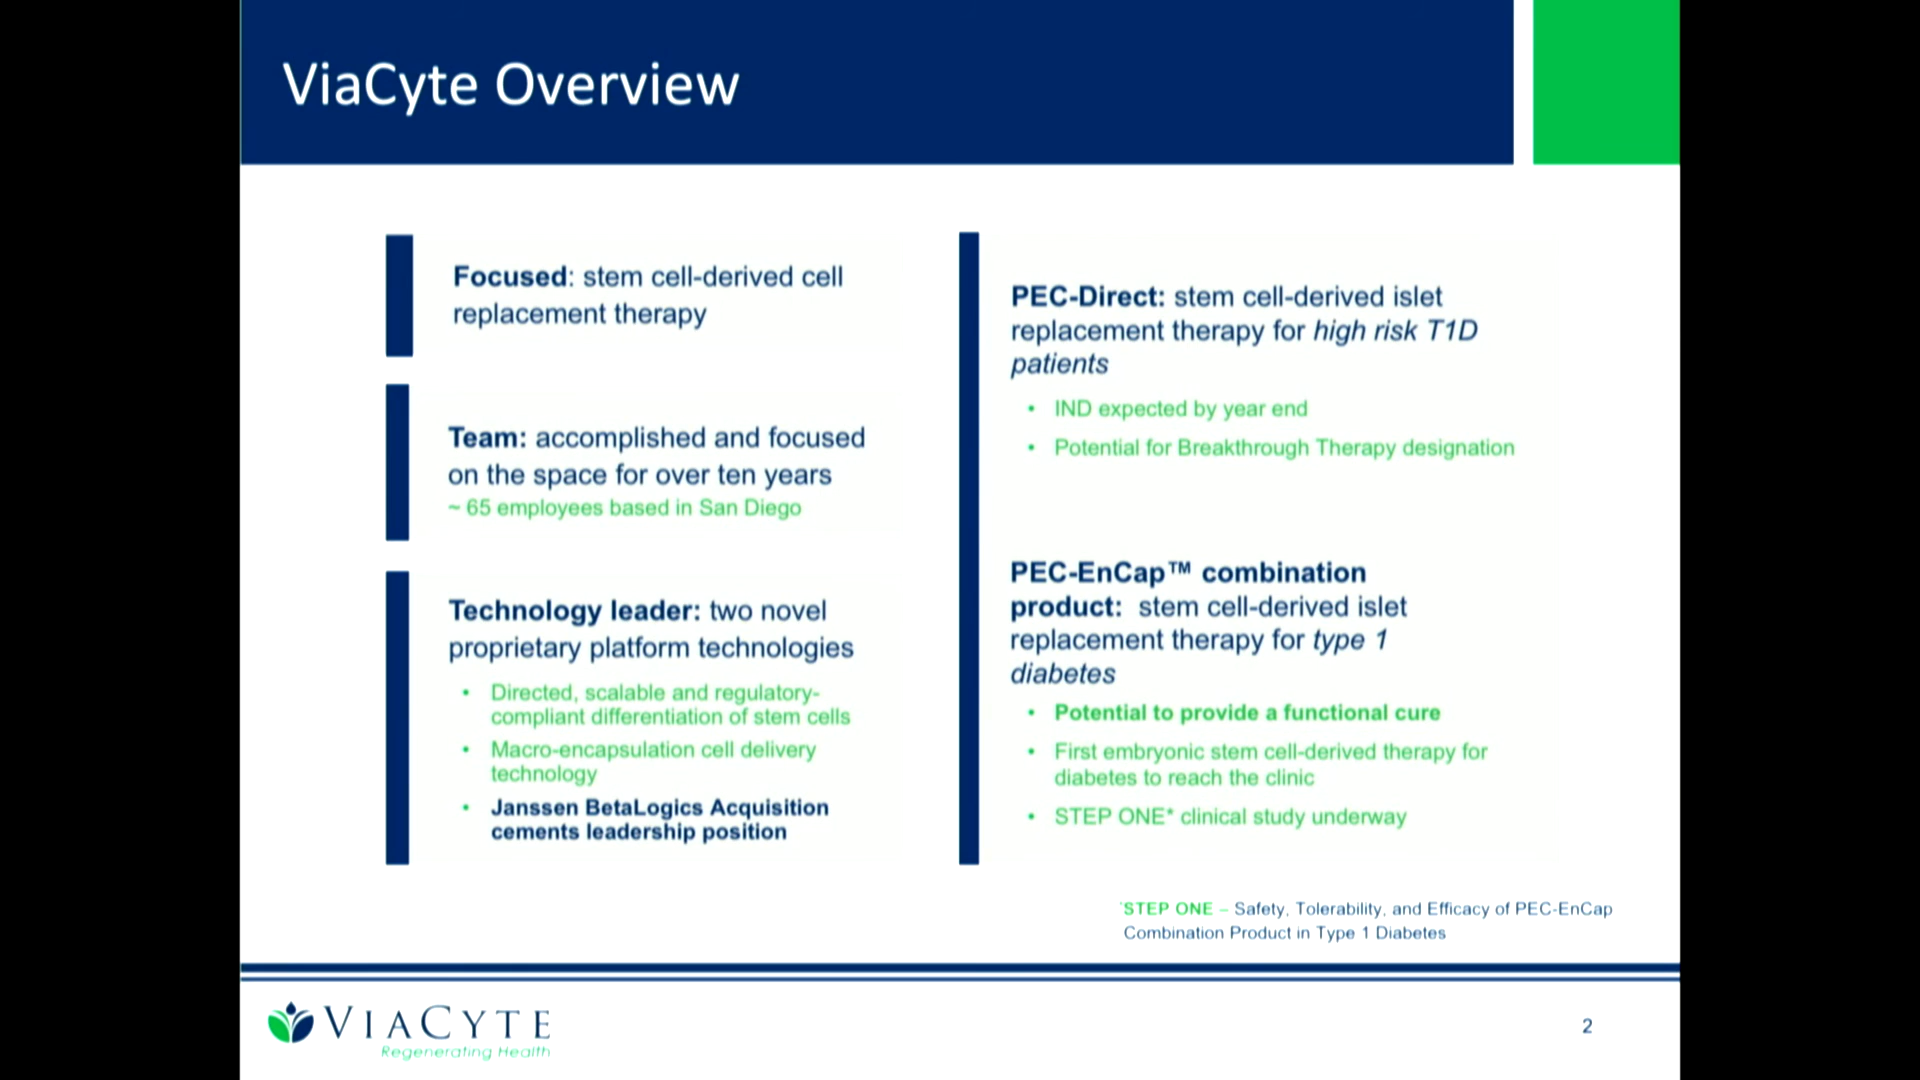 ViaCyte Overview
Focused: stem cell-derived cell
replacement therapy
Team: accomplished and focused
on the space for over ten years
~ 65 employees based in San Diego
Technology leader: two novel
proprietary platform technologies
• Directed, scalable and regulatory-
compliant differentiation of stem cells
• Macro-encapsulation cell delivery
technology
• Janssen BetaLogics Acquisition
cements leadership position
PEC-Direct: stem cell-derived islet
replacement therapy for high risk T1D
patients
• IND expected by year end
• Potential for Breakthrough Therapy designation
PEC-EnCap™ combination
product: stem cell-derived islet
replacement therapy for type 1
diabetes
• Potential to provide a functional cure
• First embryonic stem cell-derived therapy for
diabetes to reach the clinic
• STEP ONE* clinical study underway
*STEP ONE – Safety, Tolerability, and Efficacy of PEC-EnCap
Combination Product in Type 1 Diabetes
VIACYTE
Regenerating Health
2